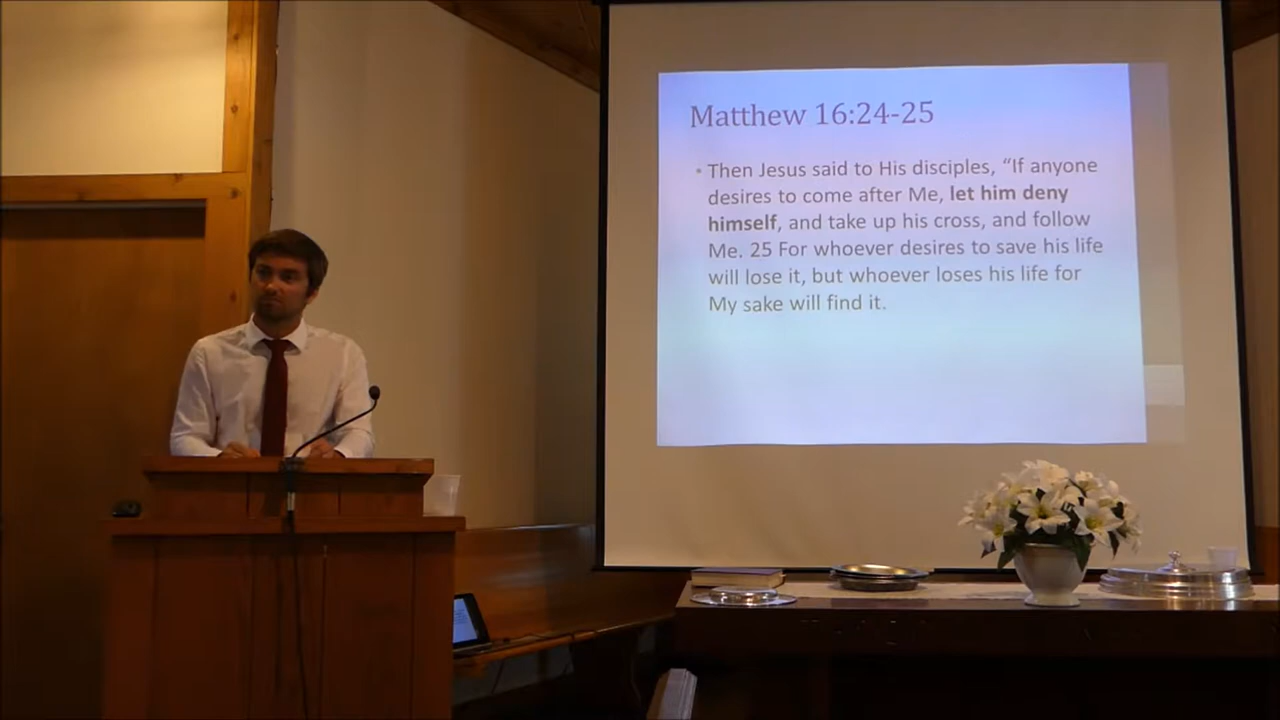 Matthew 16:24-25
• Then Jesus said to His disciples, “If anyone
desires to come after Me, let him deny
himself, and take up his cross, and follow
Me. 25 For whoever desires to save his life
will lose it, but whoever loses his life for
My sake will find it.